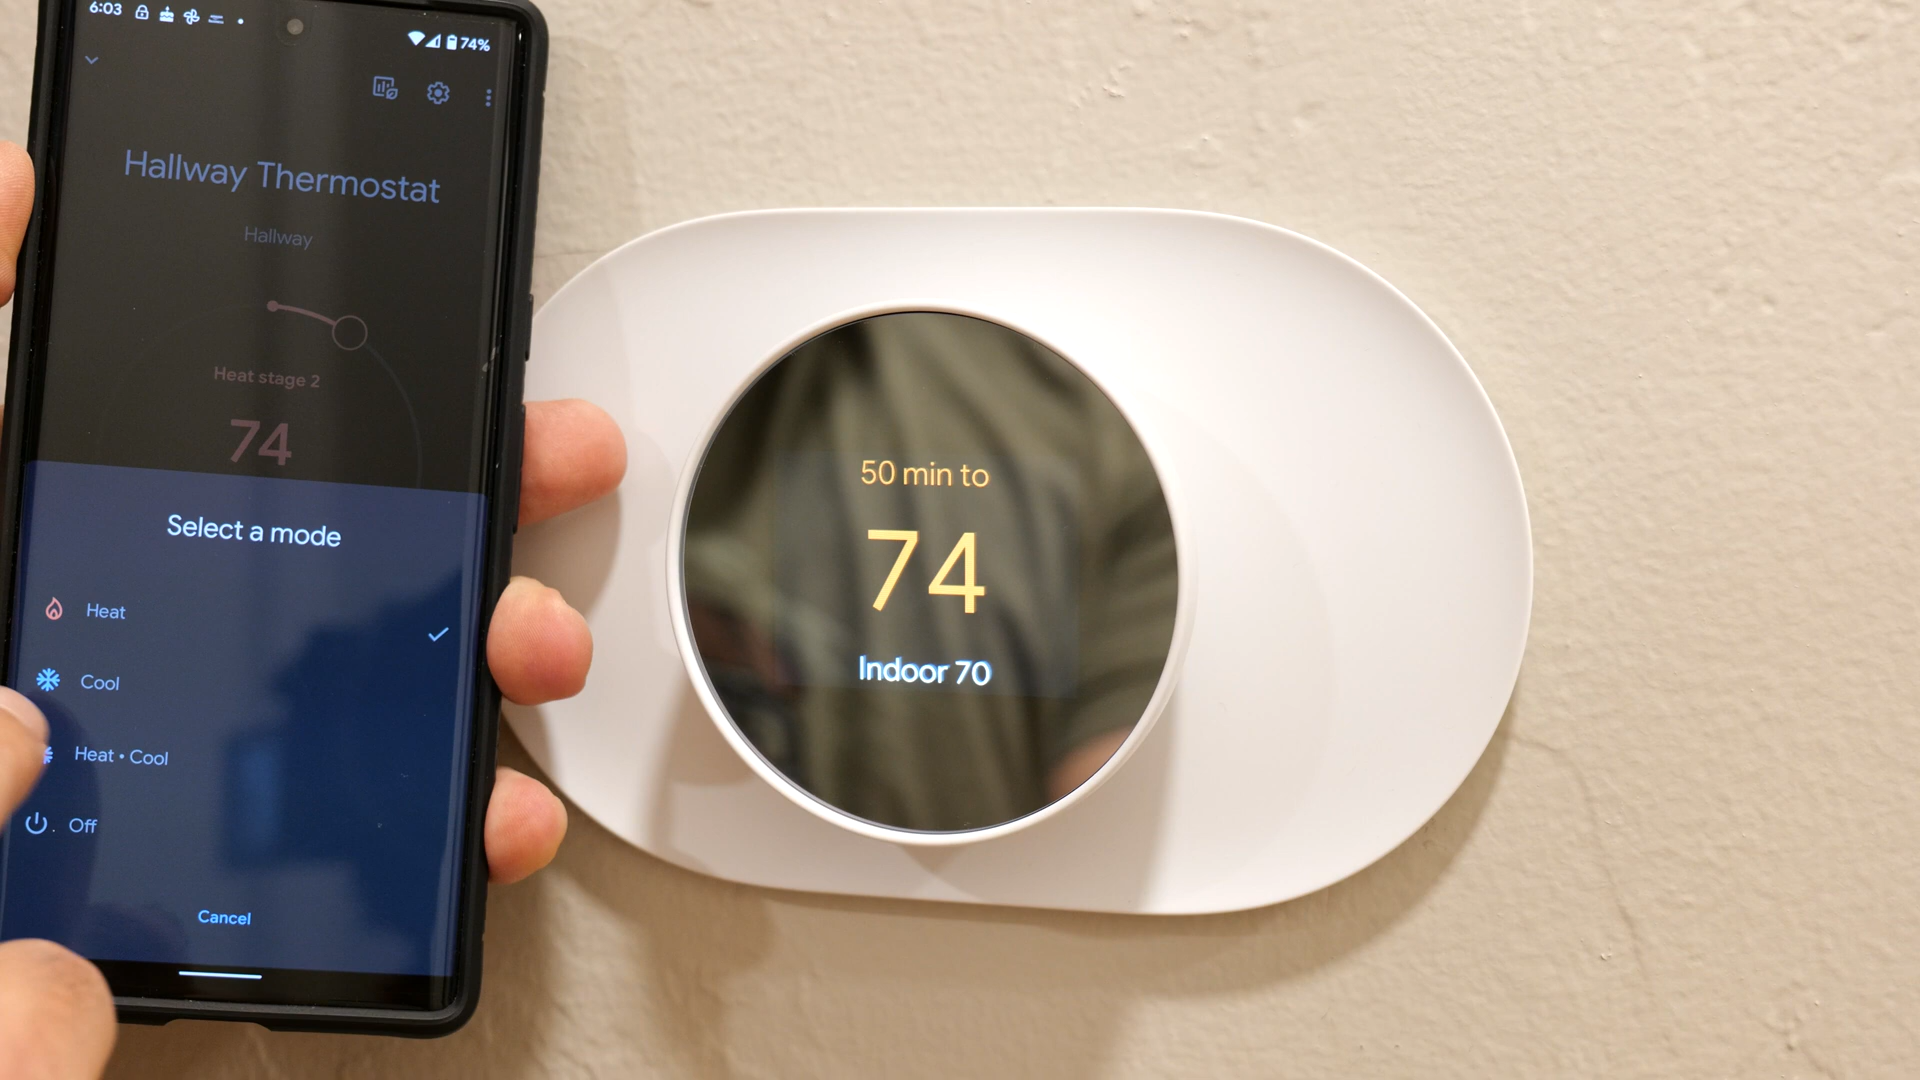 6:03
74%
Hallway Thermostat
Hallway
Heat stage 2
74
Select a mode
Heat
Cool
Heat • Cool
Off
Cancel
50 min to
74
Indoor 70